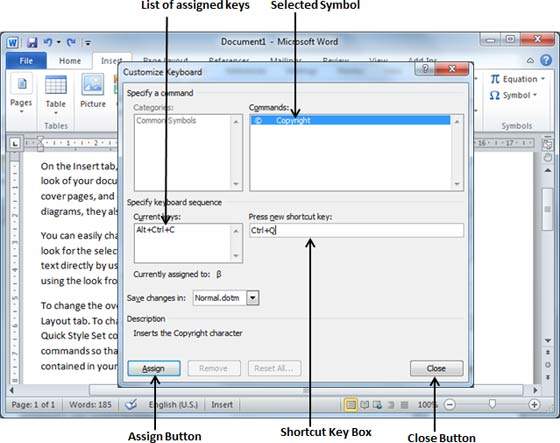 List of assigned keys
Selected Symbol
Document1 - Microsoft Word
File
Home
Insert
Page Layout
References
Mailings
Review
View
Add-Ins
Customize Keyboard
Specify a command
Categories:
Commands:
Common Symbols
© Copyright
Pages
Table
Picture
Equation
Symbol
Tables
Symbols
Specify keyboard sequence
Current keys:
Press new shortcut key:
Alt+Ctrl+C
Ctrl+Q
Currently assigned to: β
Save changes in: Normal.dotm
Description
Inserts the Copyright character
Assign
Remove
Reset All...
Close
On the Insert tab,
look of your docu
cover pages, and
diagrams, they als
You can easily cha
look for the selec
text directly by us
using the look fro
To change the ove
Layout tab. To cha
Quick Style Set co
commands so tha
contained in your
16
17
Page: 1 of 1
Words: 185
English (U.S.)
Insert
100%
Assign Button
Shortcut Key Box
Close Button